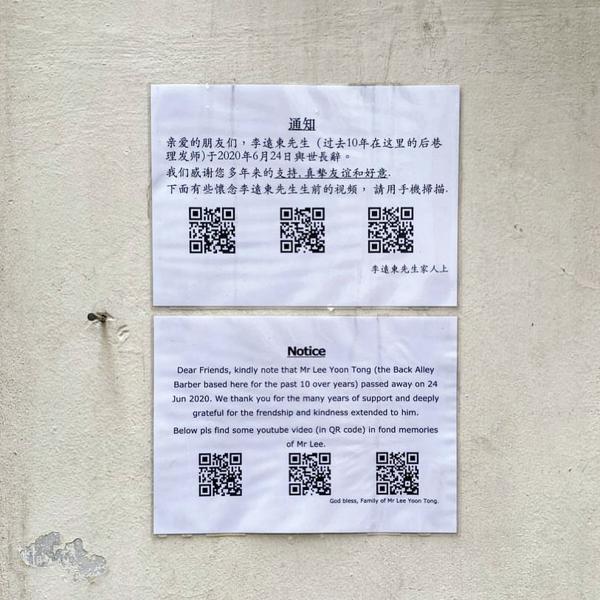 通知
亲爱的朋友们，李遠東先生（过去10年在这里的后巷
理发师)于2020年6月24日與世長辭。
我们感谢您多年来的支持, 真摯友谊和好意.
下面有些懷念李遠東先生生前的视频， 請用手機掃描.
李遠東先生家人上
Notice
Dear Friends, kindly note that Mr Lee Yoon Tong (the Back Alley
Barber based here for the past 10 over years) passed away on 24
Jun 2020. We thank you for the many years of support and deeply
grateful for the frendship and kindness extended to him.
Below pls find some youtube video (in QR code) in fond memories
of Mr Lee.
God bless, Family of Mr Lee Yoon Tong.